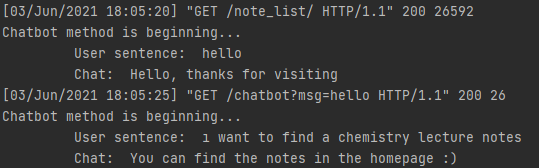 [03/Jun/2021 18:05:20] "GET /note_list/ HTTP/1.1" 200 26592
Chatbot method is beginning...
User sentence:  hello
Chat:  Hello, thanks for visiting
[03/Jun/2021 18:05:25] "GET /chatbot?msg=hello HTTP/1.1" 200 26
Chatbot method is beginning...
User sentence:  ı want to find a chemistry lecture notes
Chat:  You can find the notes in the homepage :)